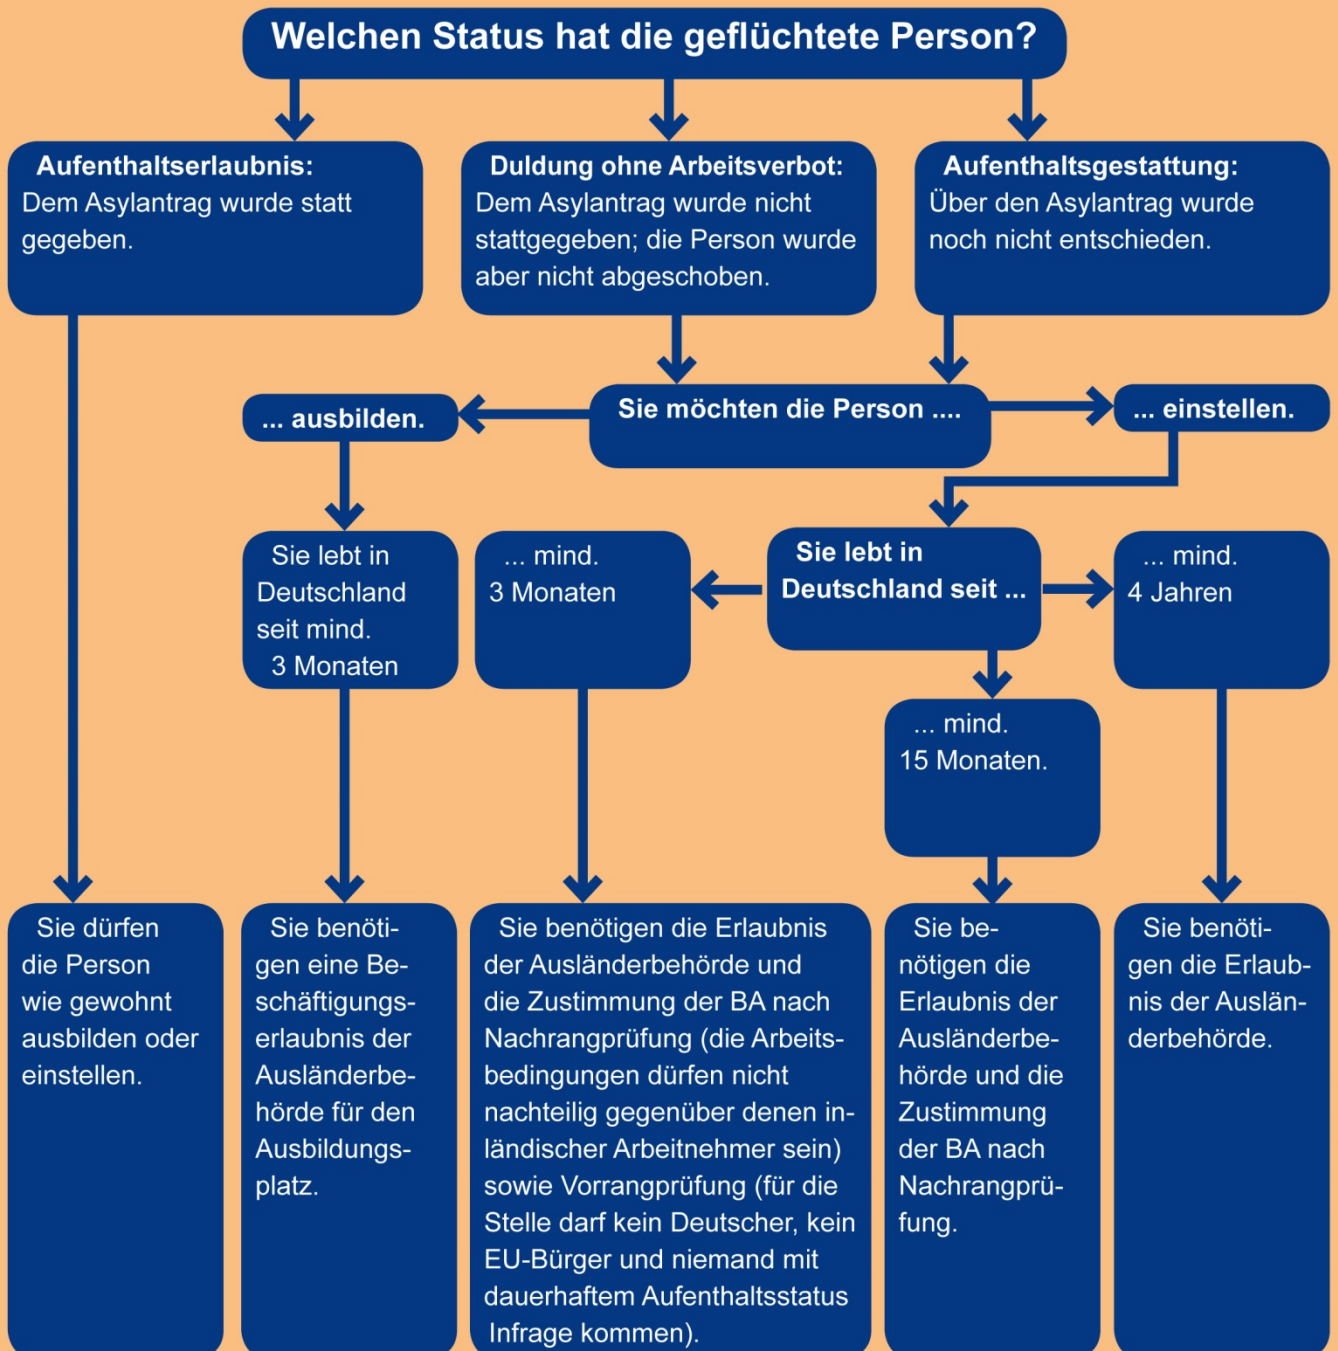 Welchen Status hat die geflüchtete Person?
Aufenthaltserlaubnis:
Dem Asylantrag wurde statt
gegeben.
Duldung ohne Arbeitsverbot:
Dem Asylantrag wurde nicht
stattgegeben; die Person wurde
aber nicht abgeschoben.
Aufenthaltsgestattung:
Über den Asylantrag wurde
noch nicht entschieden.
... ausbilden.
Sie möchten die Person ....
... einstellen.
Sie lebt in
Deutschland
seit mind.
3 Monaten
... mind.
3 Monaten
Sie lebt in
Deutschland seit ...
... mind.
4 Jahren
... mind.
15 Monaten.
Sie dürfen
die Person
wie gewohnt
ausbilden oder
einstellen.
Sie benöti-
gen eine Be-
schäftigungs-
erlaubnis der
Ausländerbe-
hörde für den
Ausbildungs-
platz.
Sie benötigen die Erlaubnis
der Ausländerbehörde und
die Zustimmung der BA nach
Nachrangprüfung (die Arbeits-
bedingungen dürfen nicht
nachteilig gegenüber denen in-
ländischer Arbeitnehmer sein)
sowie Vorrangprüfung (für die
Stelle darf kein Deutscher, kein
EU-Bürger und niemand mit
dauerhaftem Aufenthaltsstatus
Infrage kommen).
Sie be-
nötigen die
Erlaubnis der
Ausländerbe-
hörde und die
Zustimmung
der BA nach
Nachrangprü-
fung.
Sie benöti-
gen die Erlaub-
nis der Auslän-
derbehörde.